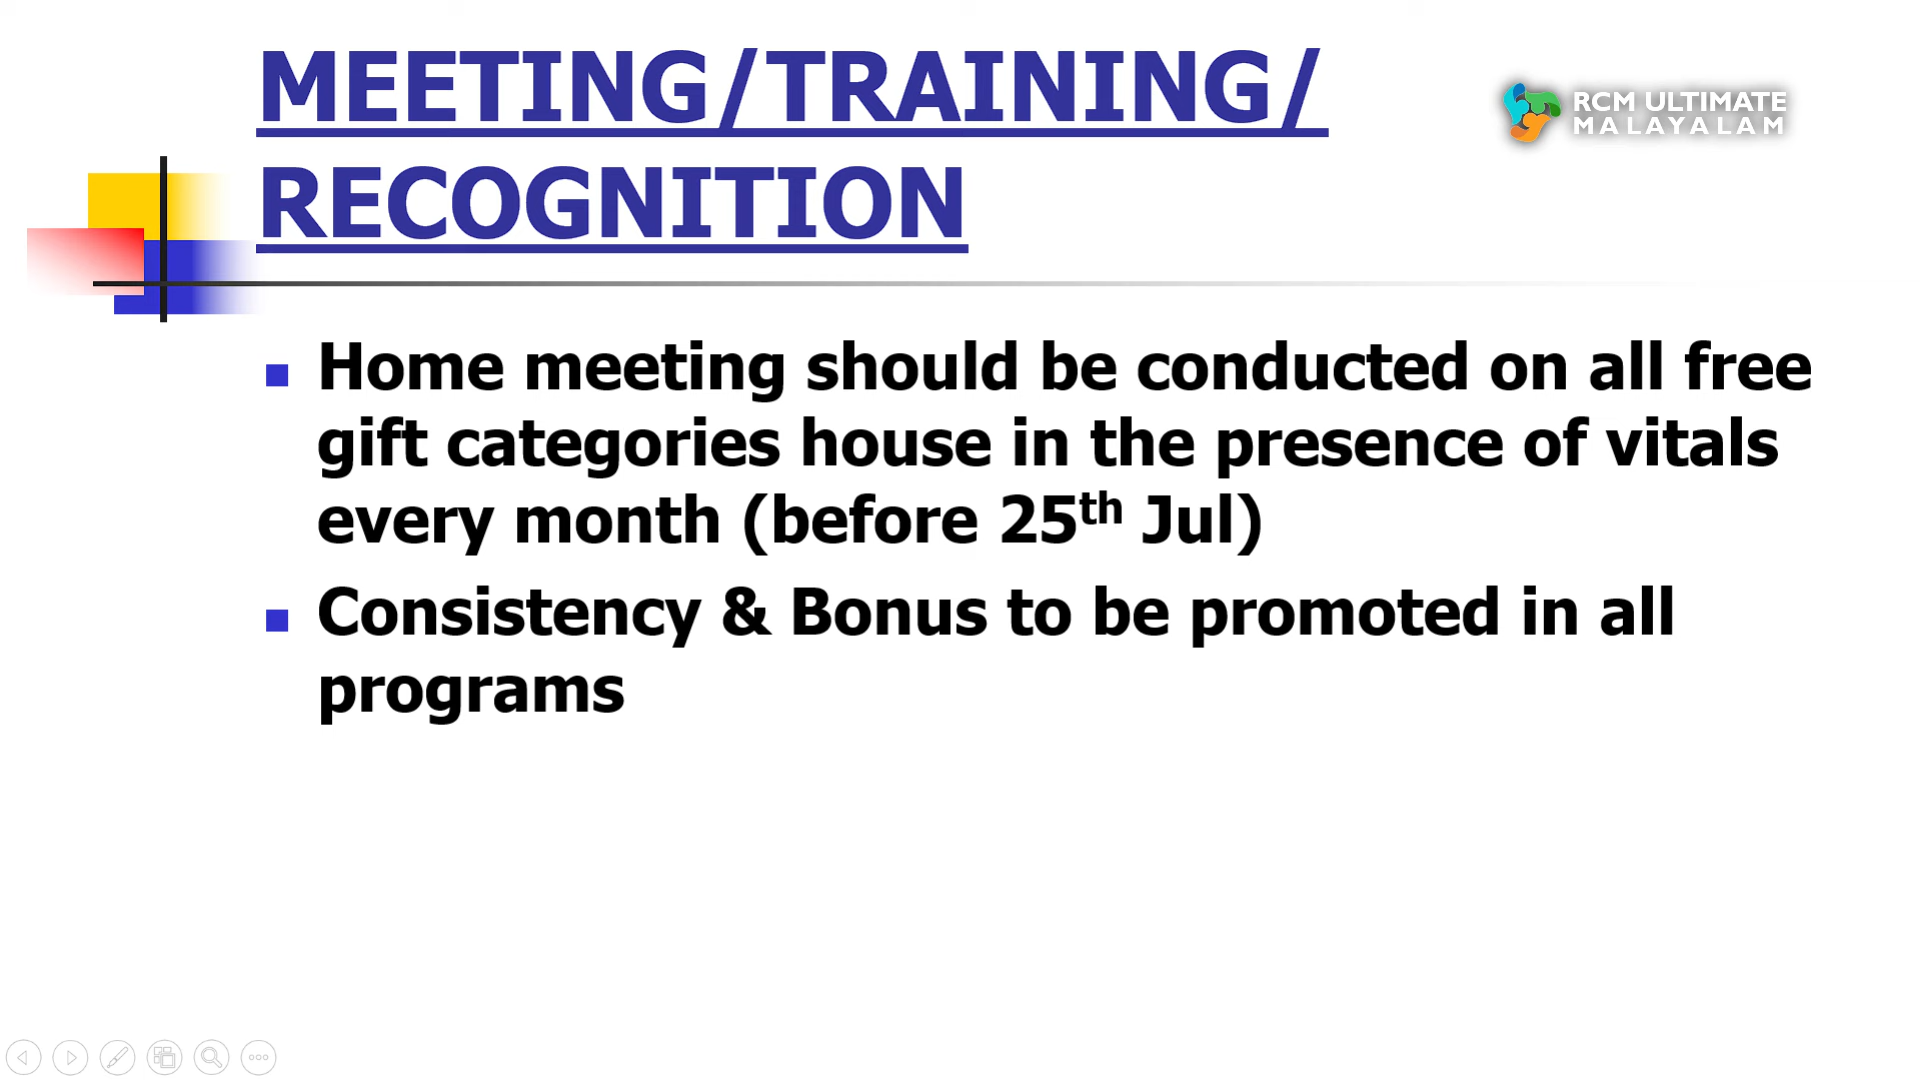 MEETING/TRAINING/
RECOGNITION
RCM ULTIMATE
MALAYALAM
Home meeting should be conducted on all free
gift categories house in the presence of vitals
every month (before 25th Jul)
Consistency & Bonus to be promoted in all
programs